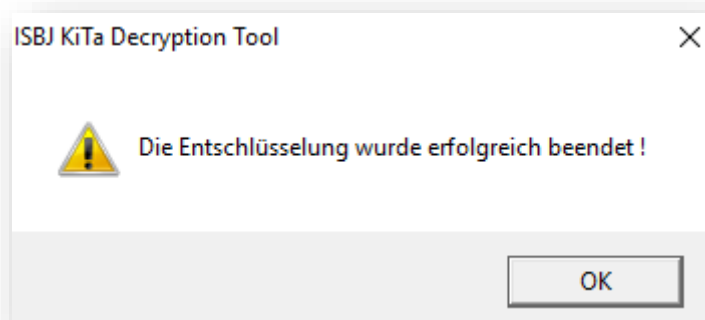 ISBJ KiTa Decryption Tool
Die Entschlüsselung wurde erfolgreich beendet !
OK